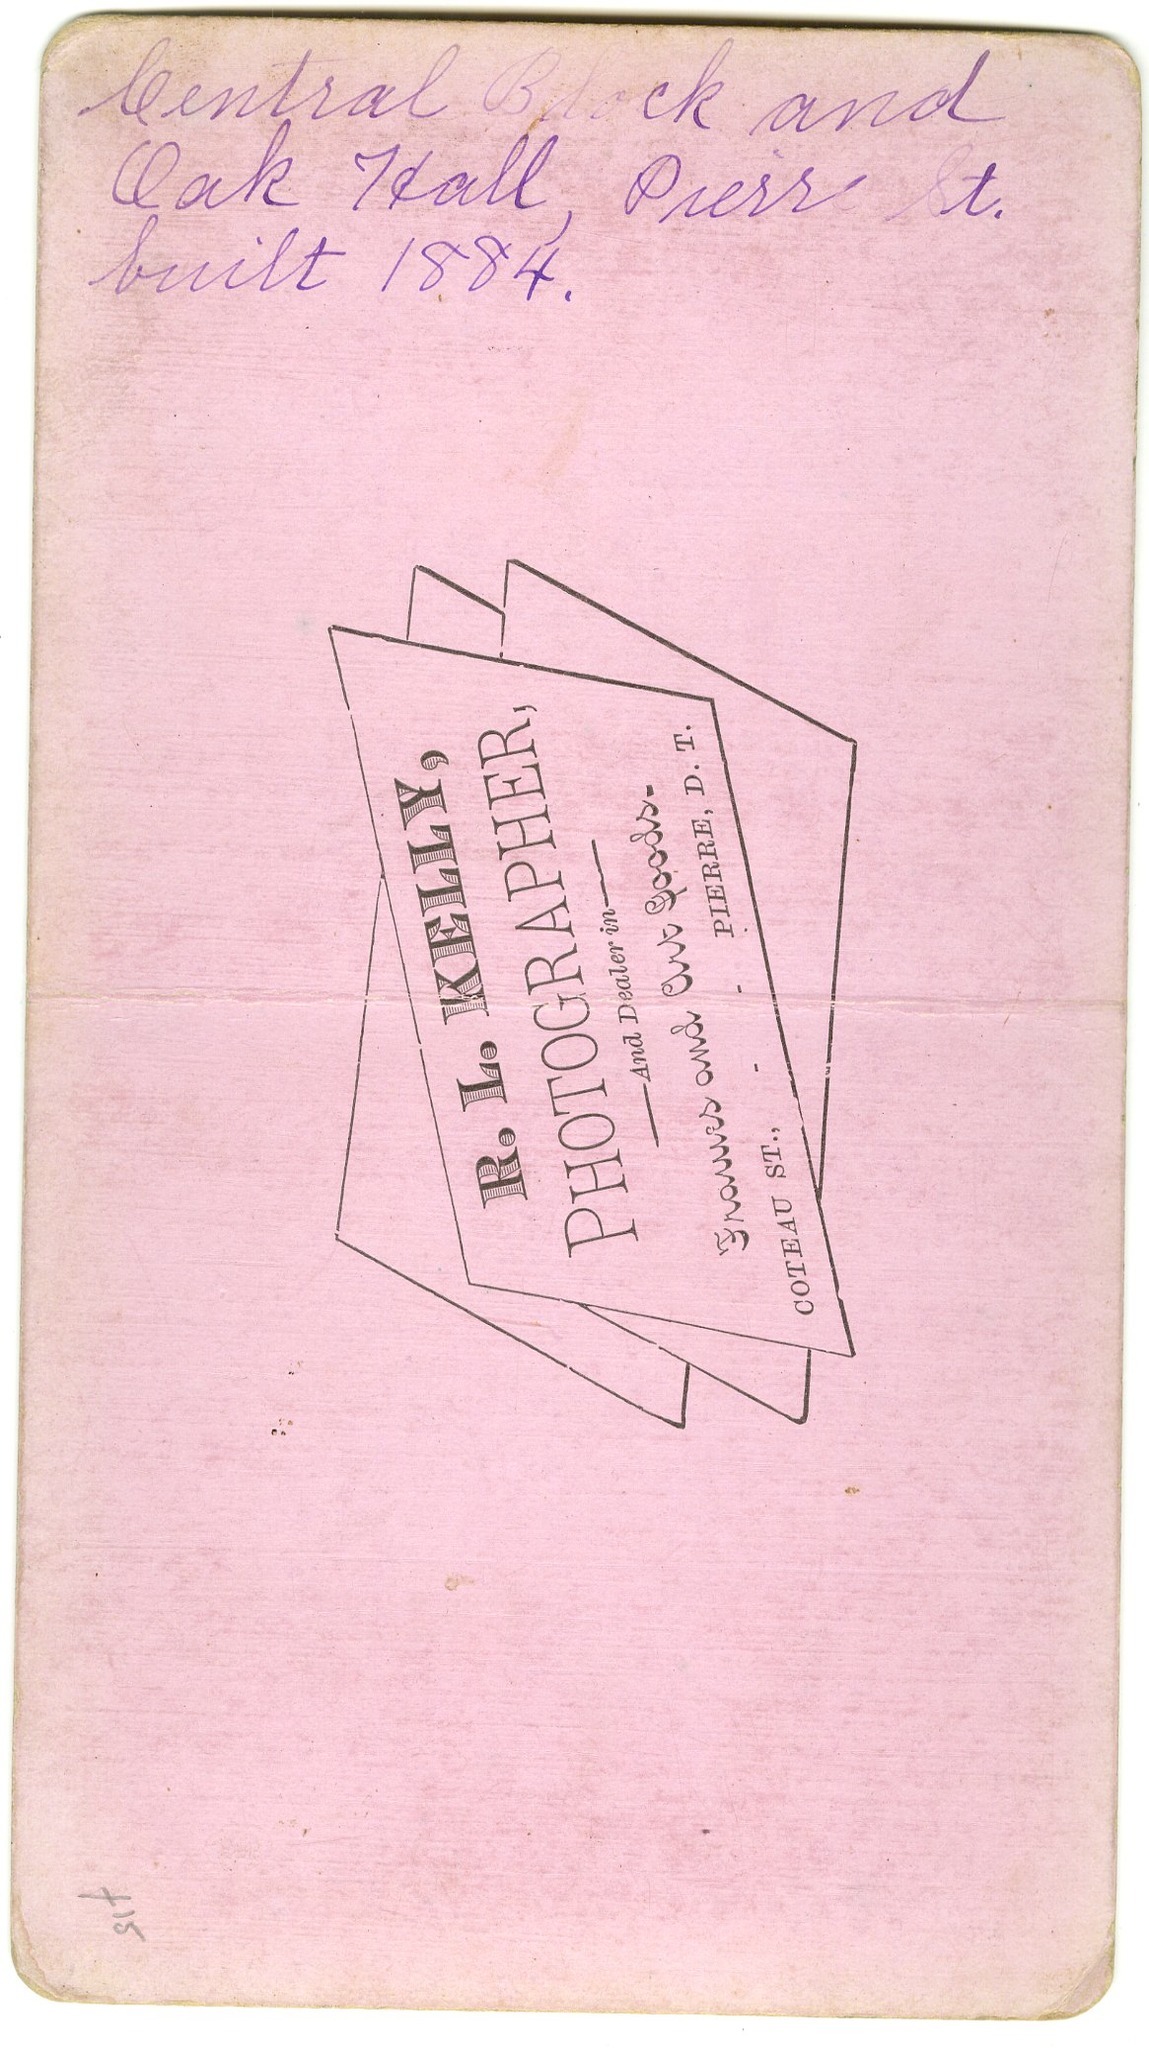 Central Block and
Oak Hall, Pierre St.
built 1884.
R. L. KELLY,
PHOTOGRAPHER,
And Dealer in
Frames and Art Goods.
COTEAU ST., - - PIERRE, D. T.